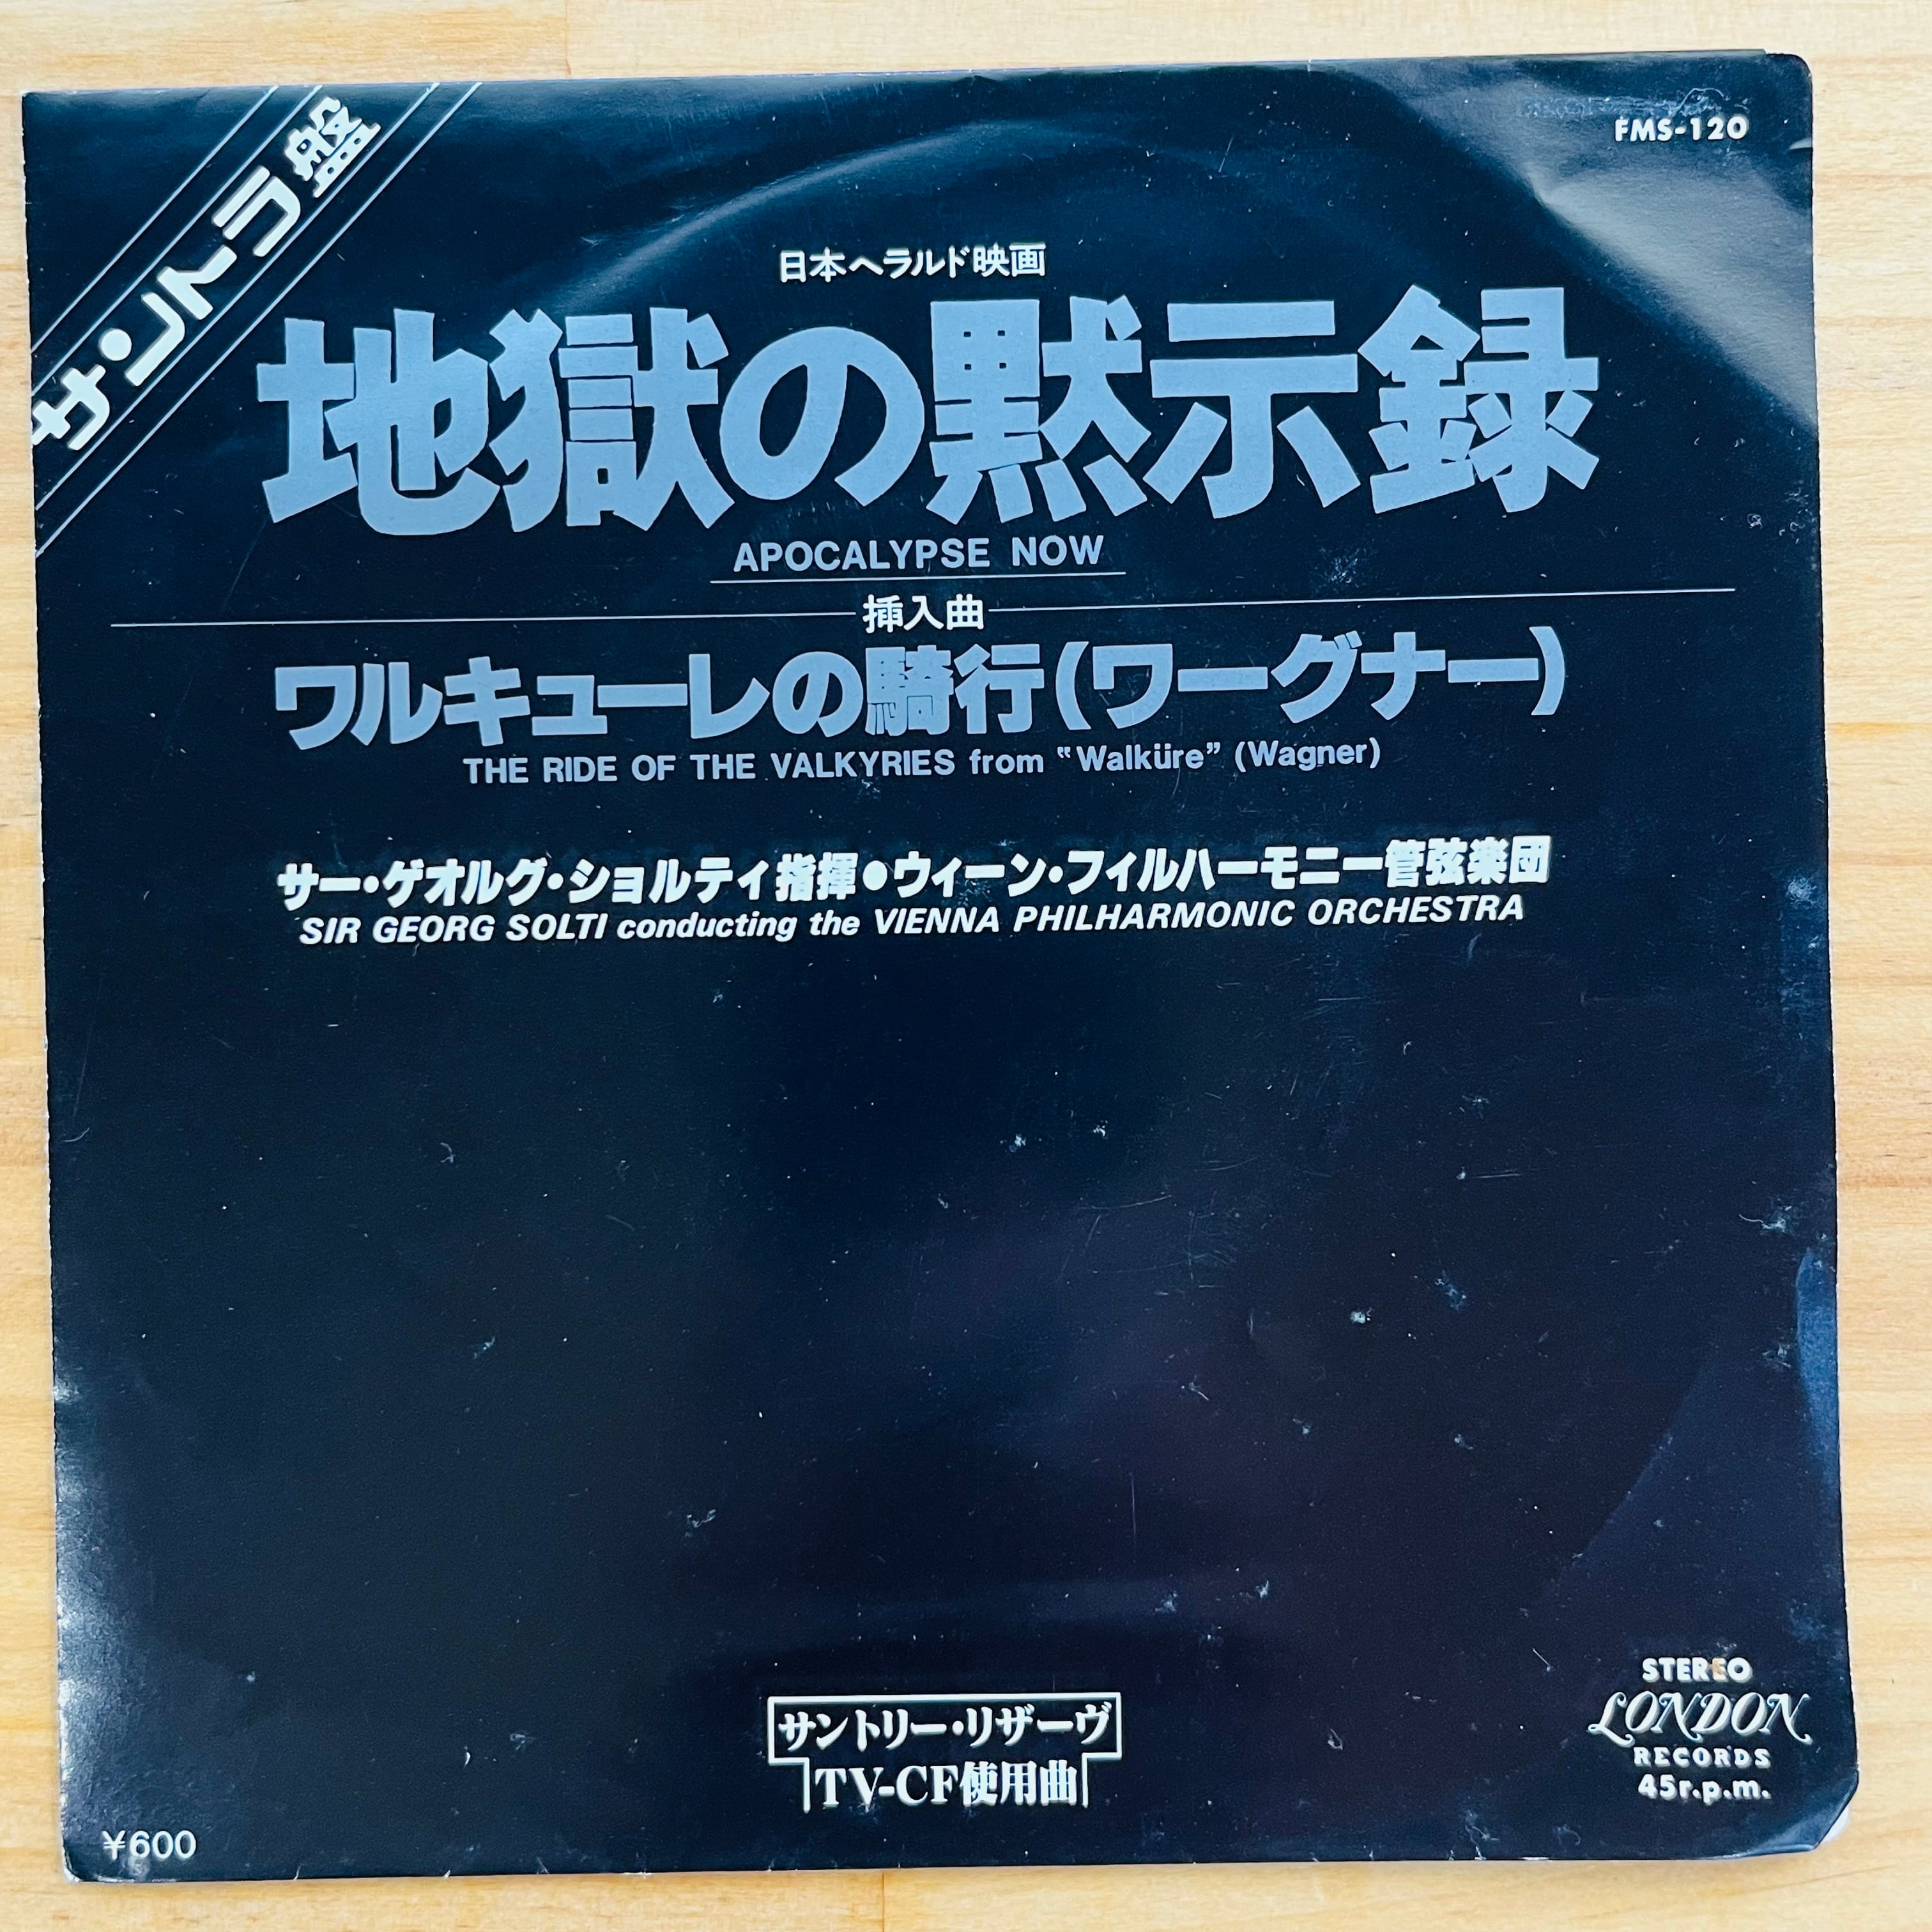 サントラ盤
FMS-120
日本ヘラルド映画
地獄の黙示録
APOCALYPSE NOW
挿入曲
ワルキューレの騎行(ワーグナー)
THE RIDE OF THE VALKYRIES from “Walküre” (Wagner)
サー・ゲオルグ・ショルティ指揮●ウィーン・フィルハーモニー管弦楽団
SIR GEORG SOLTI conducting the VIENNA PHILHARMONIC ORCHESTRA
サントリー・リザーヴ
TV-CF使用曲
STEREO
LONDON
RECORDS
45r.p.m.
¥600